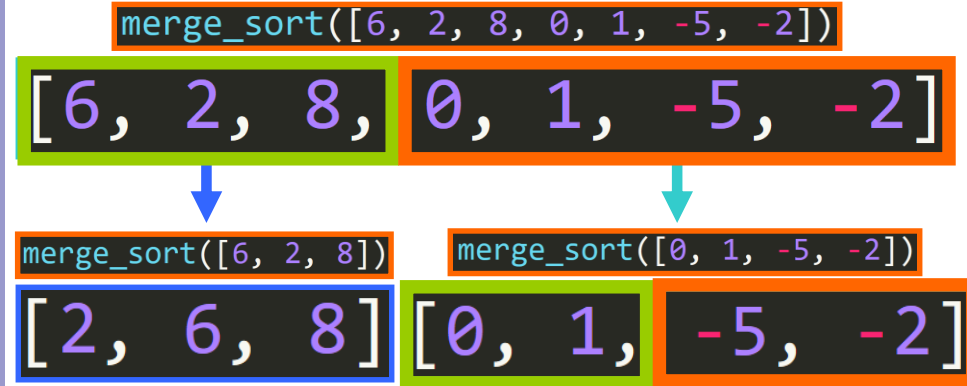 merge_sort([6, 2, 8, 0, 1, -5, -2])
[6, 2, 8, 0, 1, -5, -2]
merge_sort([6, 2, 8])
merge_sort([0, 1, -5, -2])
[2, 6, 8]
[0, 1, -5, -2]